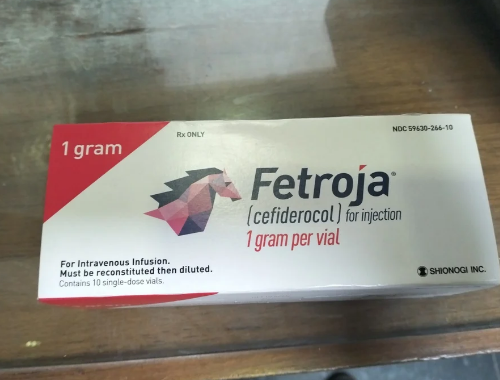 1 gram
Rx ONLY
NDC 59630-266-10
Fetroja®
(cefiderocol) for injection
1 gram per vial
For Intravenous Infusion.
Must be reconstituted then diluted.
Contains 10 single-dose vials.
SHIONOGI INC.